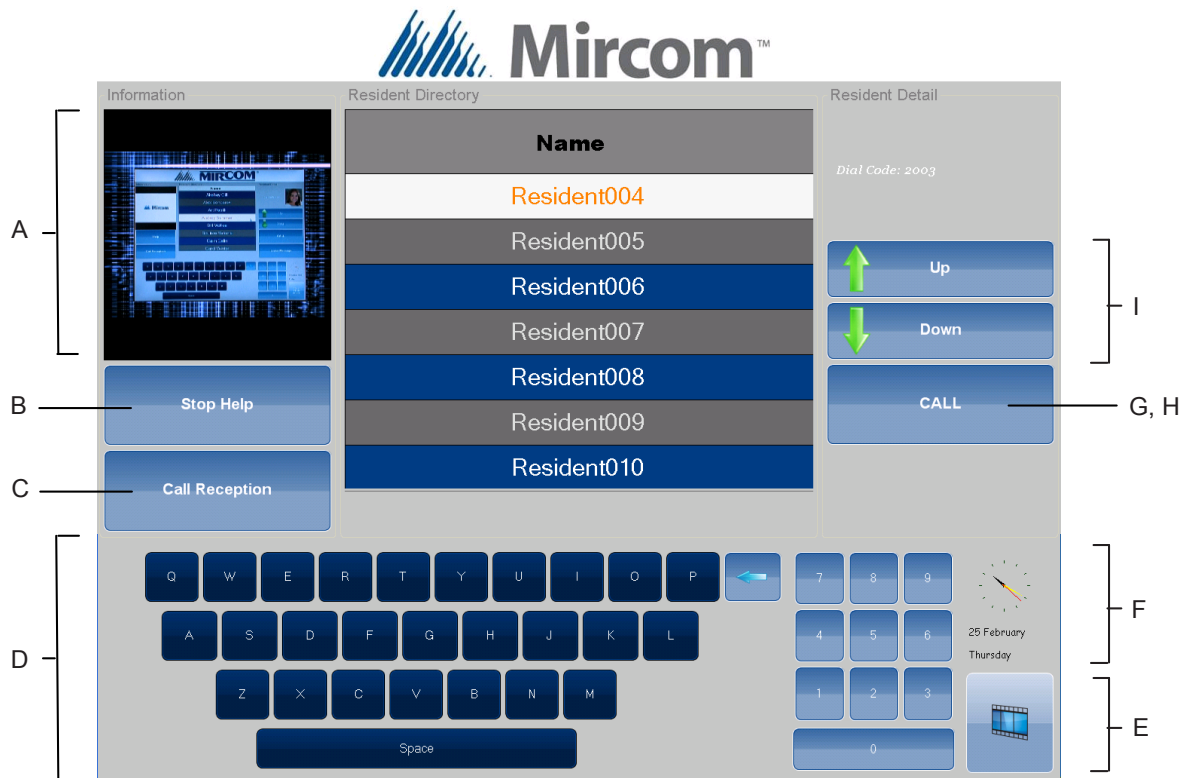 Mircom™
Information
Resident Directory
Resident Detail
A
MIRCOM
Name
Dial Code: 2003
Resident004
Resident005
Resident006
Resident007
Resident008
Resident009
Resident010
Up
Down
I
B
Stop Help
CALL
G, H
C
Call Reception
D
Q W E R T Y U I O P
7 8 9
A S D F G H J K L
4 5 6
Z X C V B N M
1 2 3
Space
0
25 February
Thursday
F
E